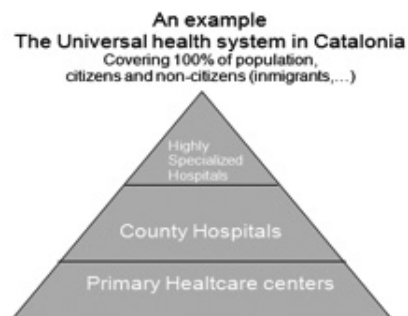 An example
The Universal health system in Catalonia
Covering 100% of population,
citizens and non-citizens (inmigrants,...)
Highly
Specialized
Hospitals
County Hospitals
Primary Healtcare centers